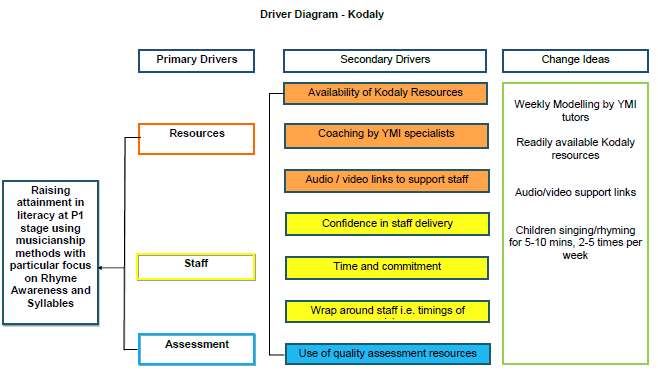 Driver Diagram - Kodaly
Primary Drivers
Secondary Drivers
Change Ideas
Raising
attainment in
literacy at P1
stage using
musicianship
methods with
particular focus
on Rhyme
Awareness and
Syllables
Resources
Staff
Assessment
Availability of Kodaly Resources
Coaching by YMI specialists
Audio / video links to support staff
Confidence in staff delivery
Time and commitment
Wrap around staff i.e. timings of
Use of quality assessment resources
Weekly Modelling by YMI
tutors
Readily available Kodaly
resources
Audio/video support links
Children singing/rhyming
for 5-10 mins, 2-5 times per
week